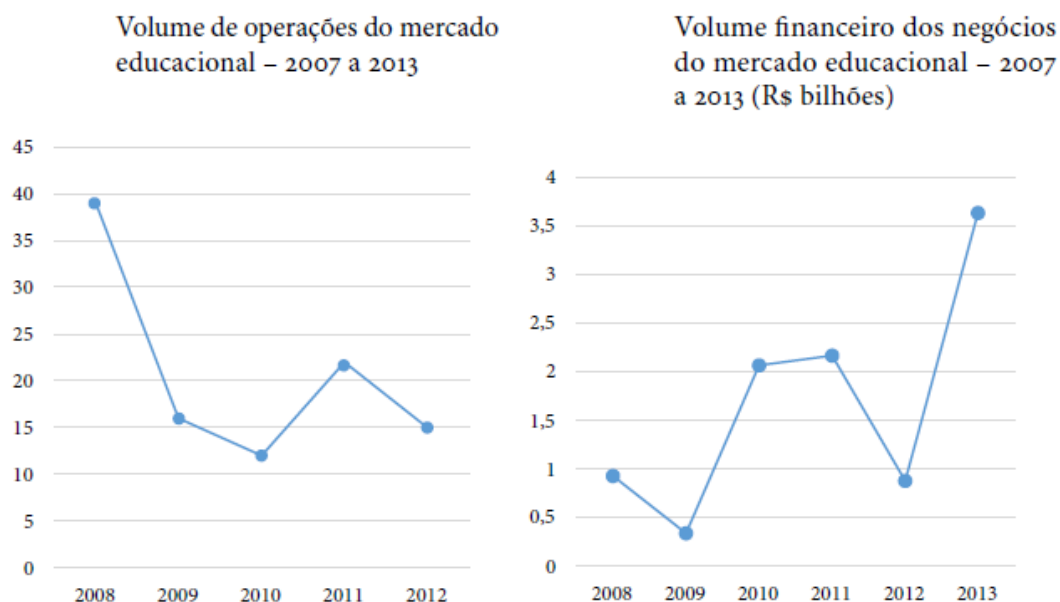 Volume de operações do mercado
educacional – 2007 a 2013
45
40
35
30
25
20
15
10
5
0
2008 2009 2010 2011 2012
Volume financeiro dos negócios
do mercado educacional – 2007
a 2013 (R$ bilhões)
4
3,5
3
2,5
2
1,5
1
0,5
0
2008 2009 2010 2011 2012 2013